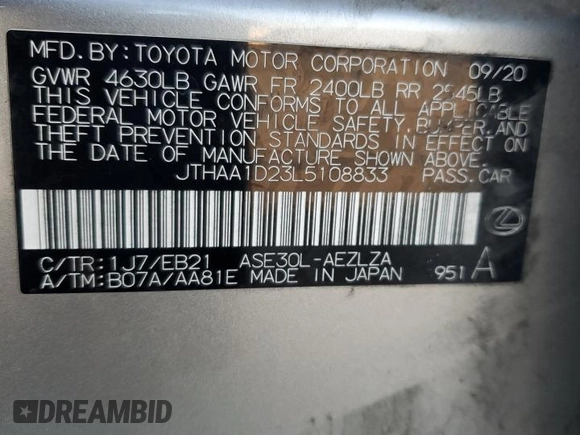 MFD. BY: TOYOTA MOTOR CORPORATION 09/20
GVWR 4630LB GAWR FR 2400LB RR 2545LB
THIS VEHICLE CONFORMS TO ALL APPLICABLE
FEDERAL MOTOR VEHICLE SAFETY, BUMPER, AND
THEFT PREVENTION STANDARDS IN EFFECT ON
THE DATE OF MANUFACTURE SHOWN ABOVE.
JTHAA1D23L5108833 PASS.CAR
C/TR: 1J7/EB21 ASE30L-AEZLZA
A/TM: B07A/AA81E MADE IN JAPAN 951 A
DREAMBID